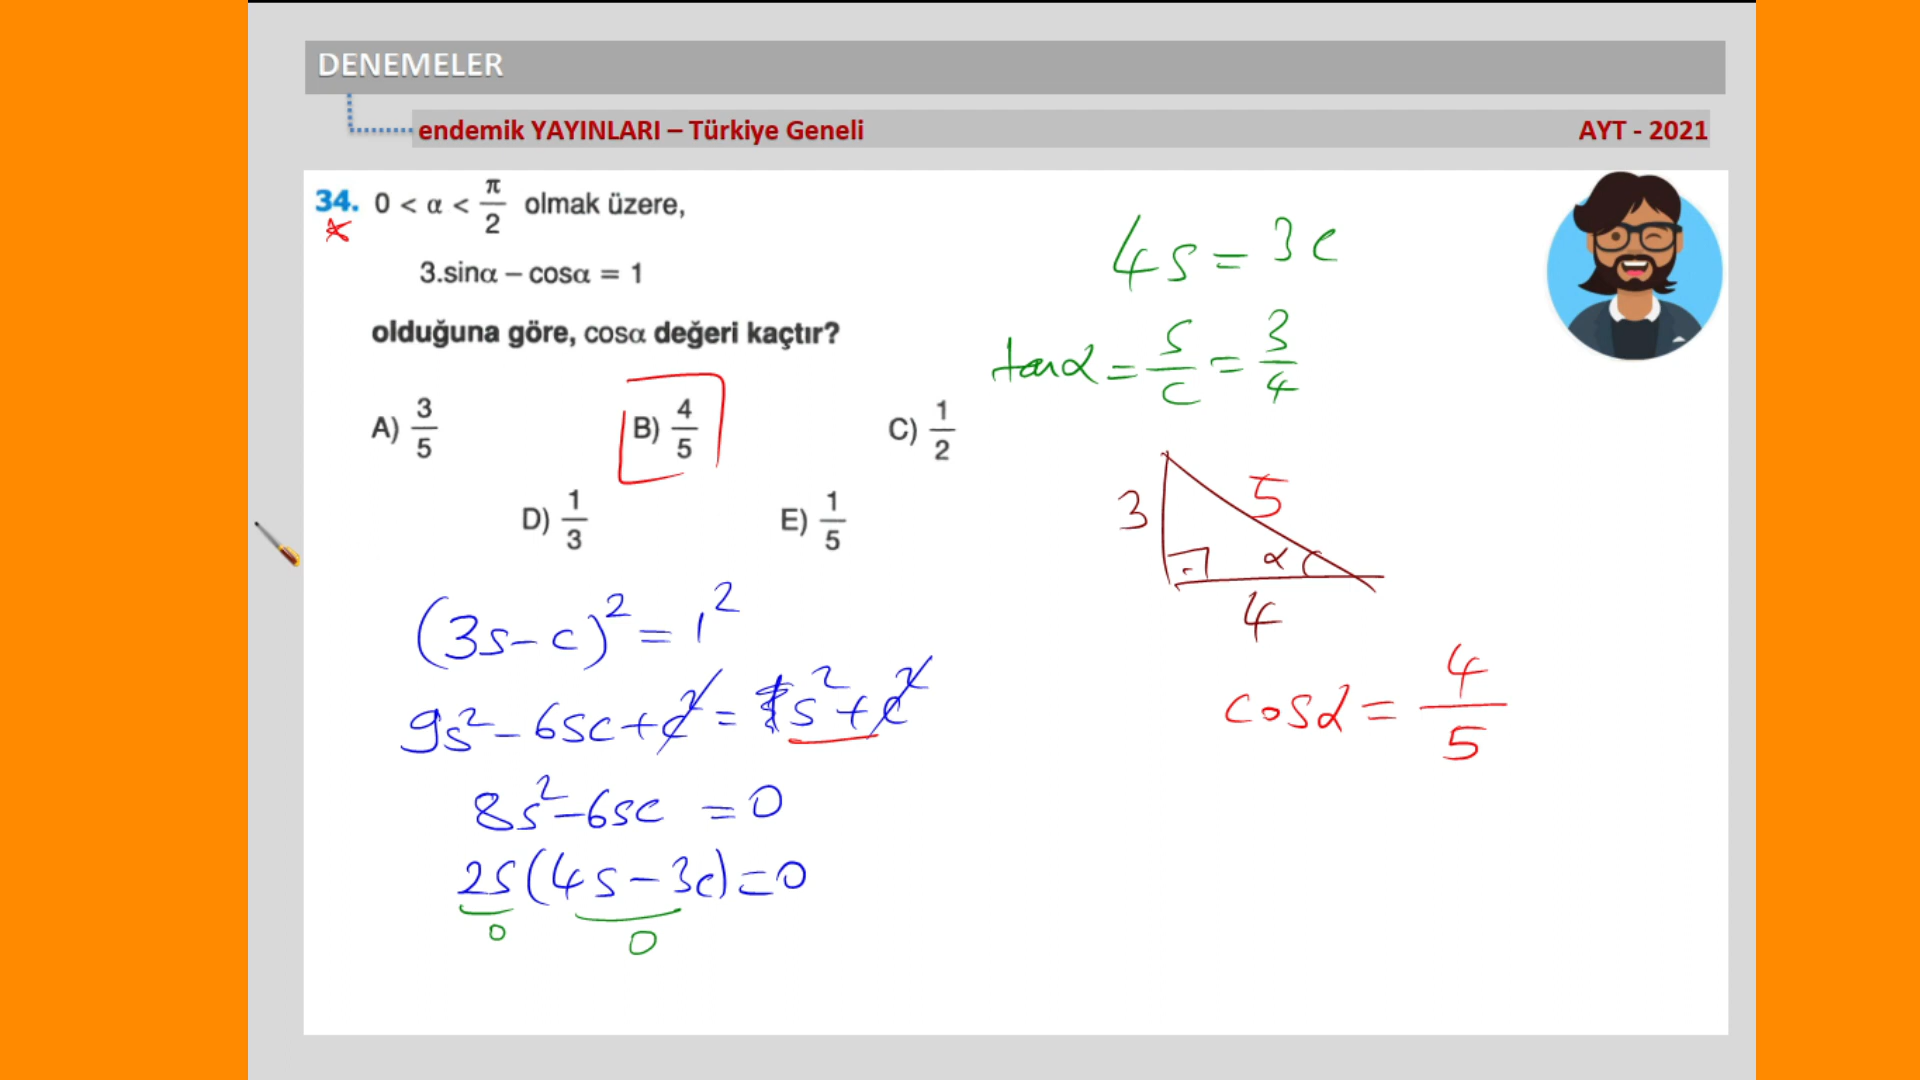 DENEMELER
endemik YAYINLARI – Türkiye Geneli AYT - 2021
34. 0 < α < π/2 olmak üzere,
3.sinα – cosα = 1
olduğuna göre, cosα değeri kaçtır?
A) 3/5 B) 4/5 C) 1/2
D) 1/3 E) 1/5
(3s-c)² = 1²
9s² - 6sc + c² = 1s² + c²
8s² - 6sc = 0
2s(4s - 3c) = 0
0 0
4s = 3c
tanα = s/c = 3/4
3 5
α
4
cosα = 4/5